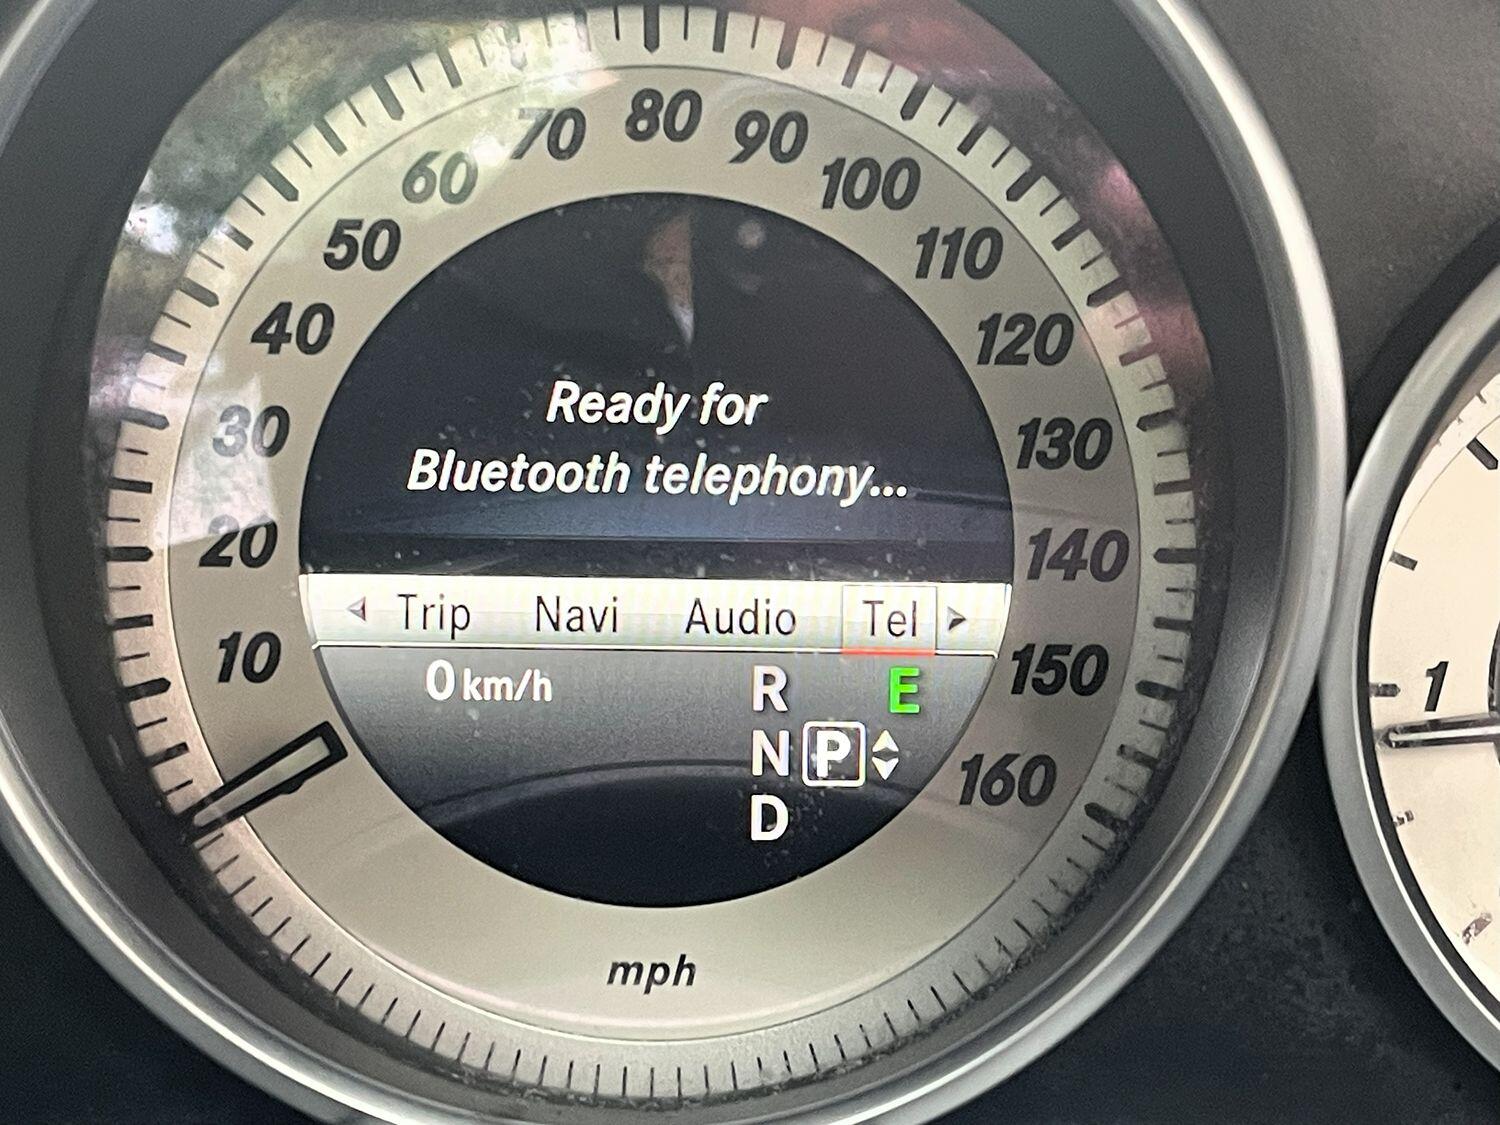 10
20
30
40
50
60
70
80
90
100
110
120
130
140
150
160
Ready for
Bluetooth telephony...
Trip Navi Audio Tel
0 km/h R E
N P
D
mph
1